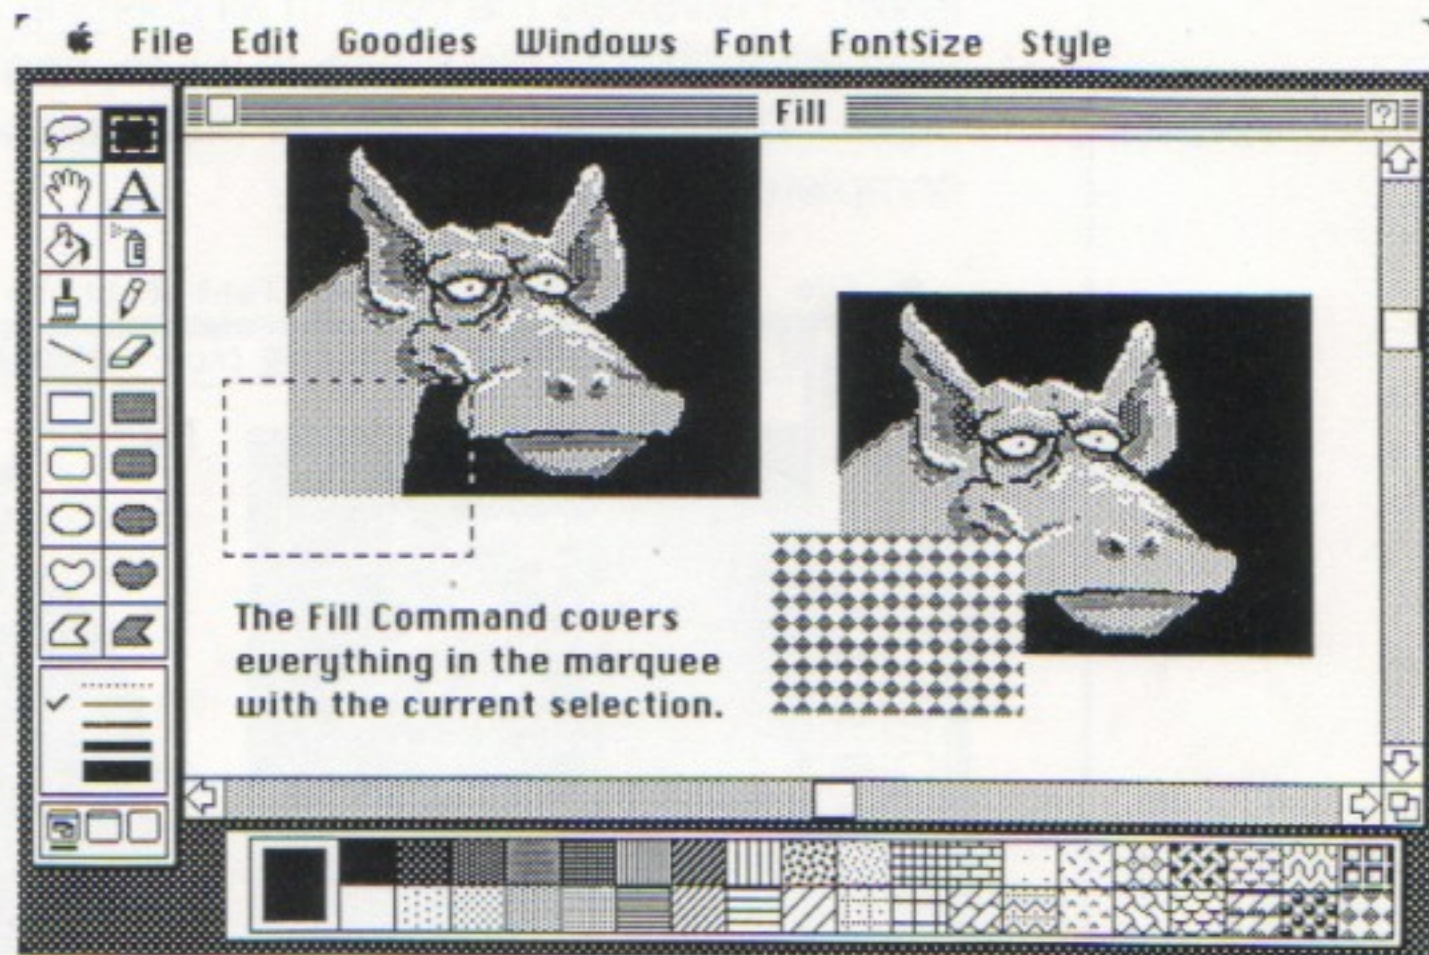 File Edit Goodies Windows Font FontSize Style
Fill
?
A
The Fill Command covers
everything in the marquee
with the current selection.